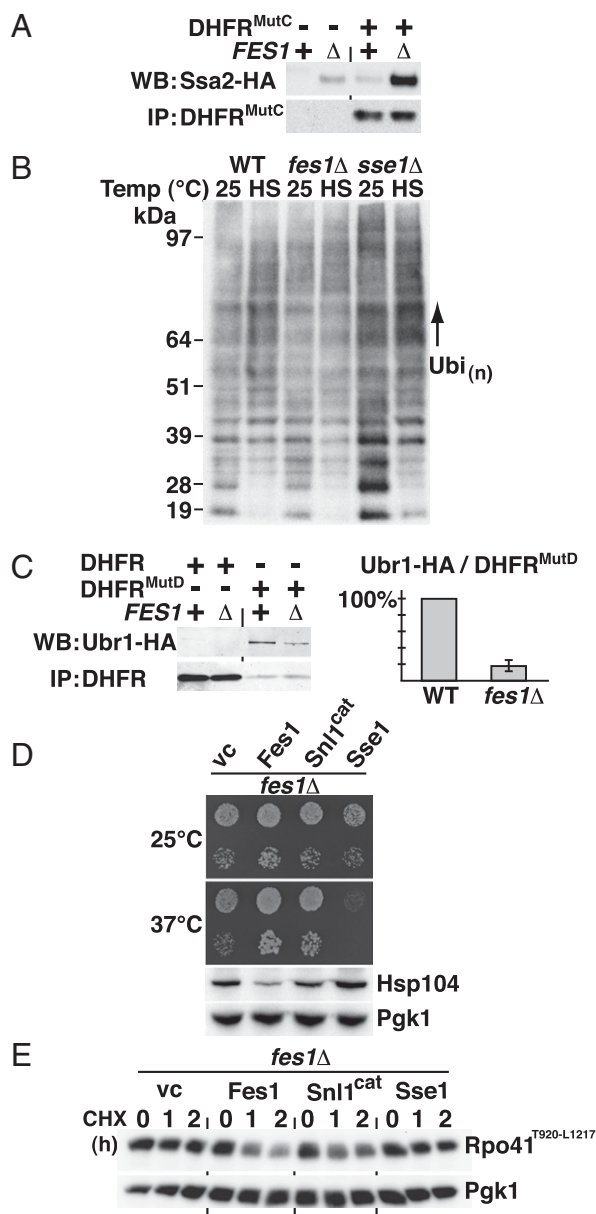 A
DHFR^MutC - - + +
FES1 + Δ + Δ
WB:Ssa2-HA
IP:DHFR^MutC
B
WT fes1Δ sse1Δ
Temp (°C) 25 HS 25 HS 25 HS
kDa
97
64
51
39
28
19
Ubi(n)
C
DHFR + + - -
DHFR^MutD - - + +
FES1 + Δ + Δ
WB:Ubr1-HA
IP:DHFR
Ubr1-HA / DHFR^MutD
100%
WT fes1Δ
D
vc Fes1 Snl1^cat Sse1
fes1Δ
25°C
37°C
Hsp104
Pgk1
E
fes1Δ
vc Fes1 Snl1^cat Sse1
CHX 0 1 2 0 1 2 0 1 2 0 1 2
(h)
Rpo41^T920-L1217
Pgk1